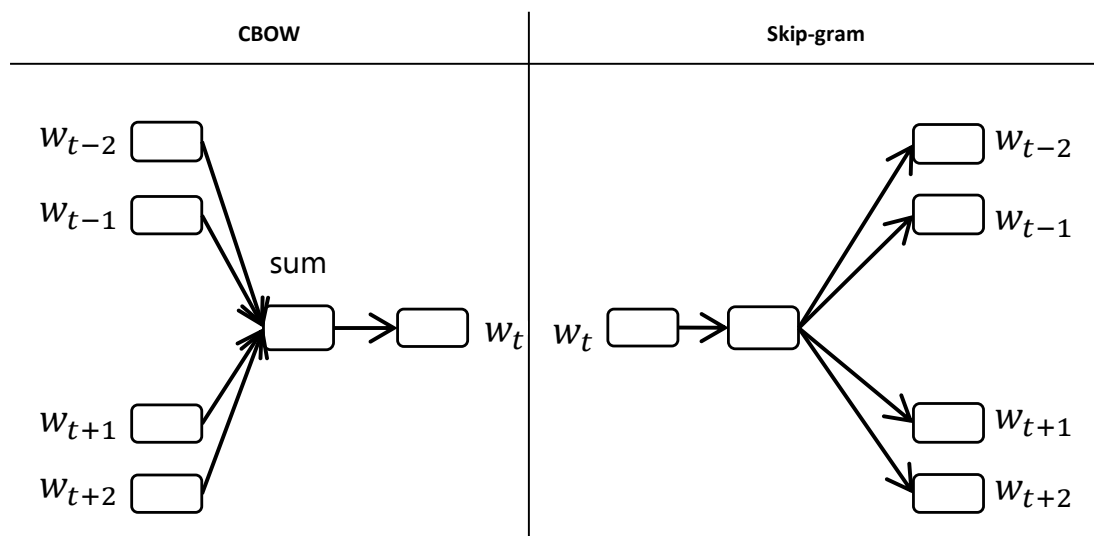 CBOW
Skip-gram
w_{t-2}
w_{t-1}
sum
w_t
w_{t+1}
w_{t+2}
w_{t-2}
w_{t-1}
w_t
w_{t+1}
w_{t+2}